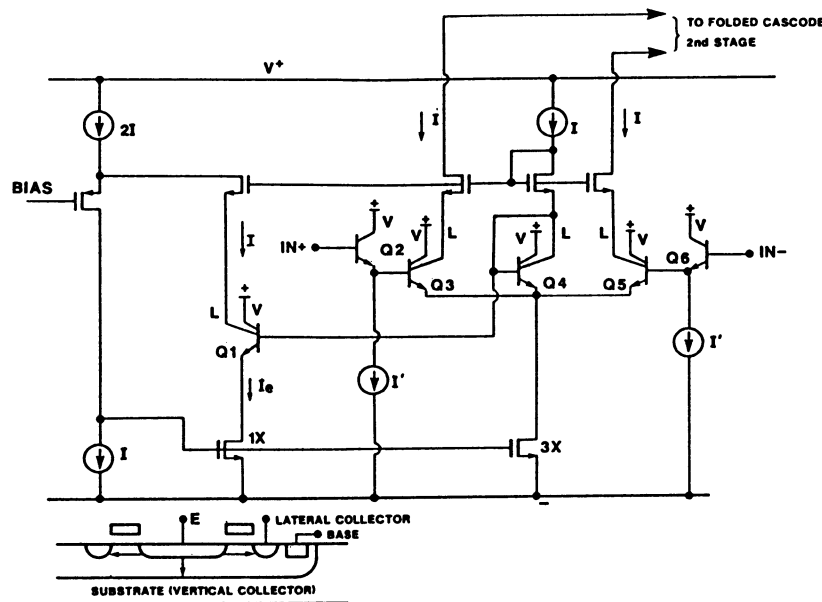 TO FOLDED CASCODE
2nd STAGE
V+
2I
I
I
I
BIAS
I
IN+
V
Q2
V
L
Q3
V
L
Q4
L
V
Q5
Q6
V
IN−
L
V
Q1
Ie
I'
I'
1X
3X
I
−
E
LATERAL COLLECTOR
BASE
SUBSTRATE (VERTICAL COLLECTOR)